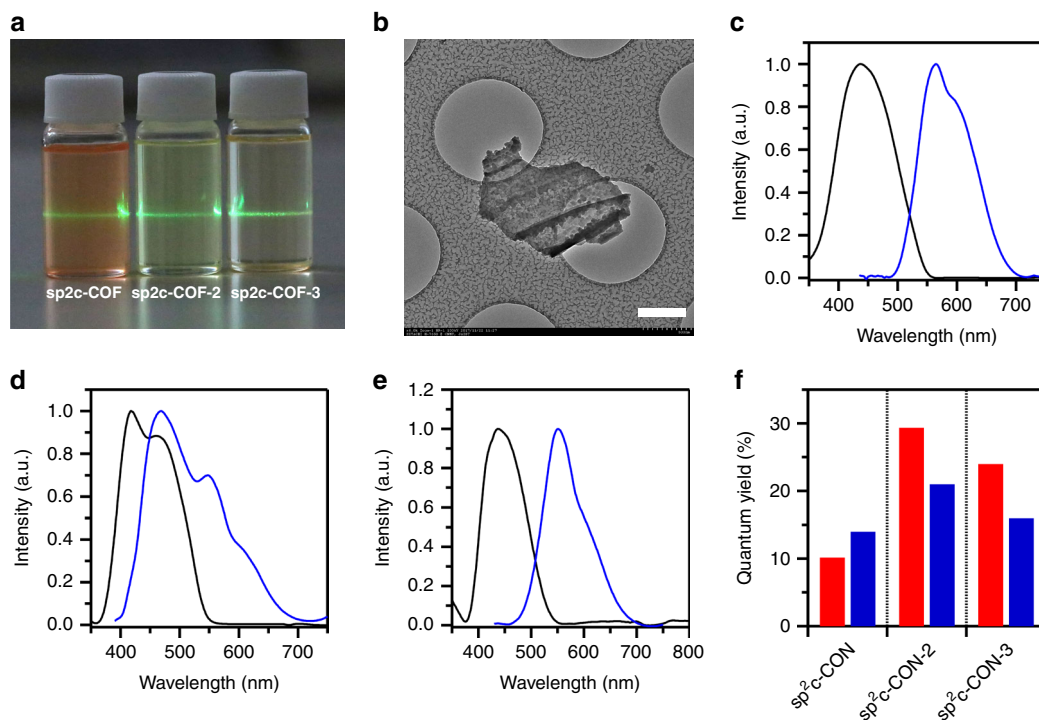 a
sp2c-COF sp2c-COF-2 sp2c-COF-3
b
c
Intensity (a.u.)
1.0
0.8
0.6
0.4
0.2
0.0
400 500 600 700
Wavelength (nm)
d
Intensity (a.u.)
1.0
0.8
0.6
0.4
0.2
0.0
400 500 600 700
Wavelength (nm)
e
Intensity (a.u.)
1.2
1.0
0.8
0.6
0.4
0.2
0.0
400 500 600 700 800
Wavelength (nm)
f
Quantum yield (%)
30
20
10
0
sp²c-CON
sp²c-CON-2
sp²c-CON-3